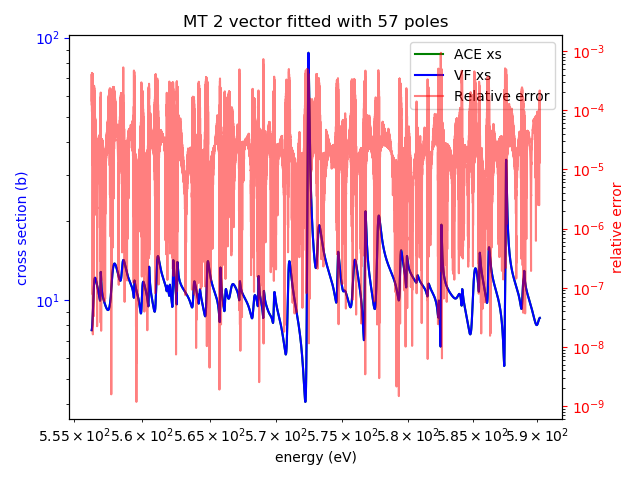 MT 2 vector fitted with 57 poles
ACE xs
VF xs
Relative error
cross section (b)
10²
10¹
relative error
10⁻³
10⁻⁴
10⁻⁵
10⁻⁶
10⁻⁷
10⁻⁸
10⁻⁹
5.55 × 10² 5.6 × 10² 5.65 × 10² 5.7 × 10² 5.75 × 10² 5.8 × 10² 5.85 × 10² 5.9 × 10²
energy (eV)